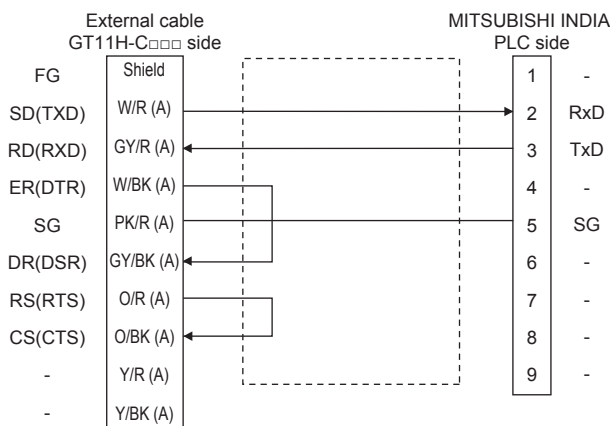 External cable MITSUBISHI INDIA
GT11H-C□□□ side PLC side
FG Shield 1 -
SD(TXD) W/R (A) 2 RxD
RD(RXD) GY/R (A) 3 TxD
ER(DTR) W/BK (A) 4 -
SG PK/R (A) 5 SG
DR(DSR) GY/BK (A) 6 -
RS(RTS) O/R (A) 7 -
CS(CTS) O/BK (A) 8 -
- Y/R (A) 9 -
- Y/BK (A)